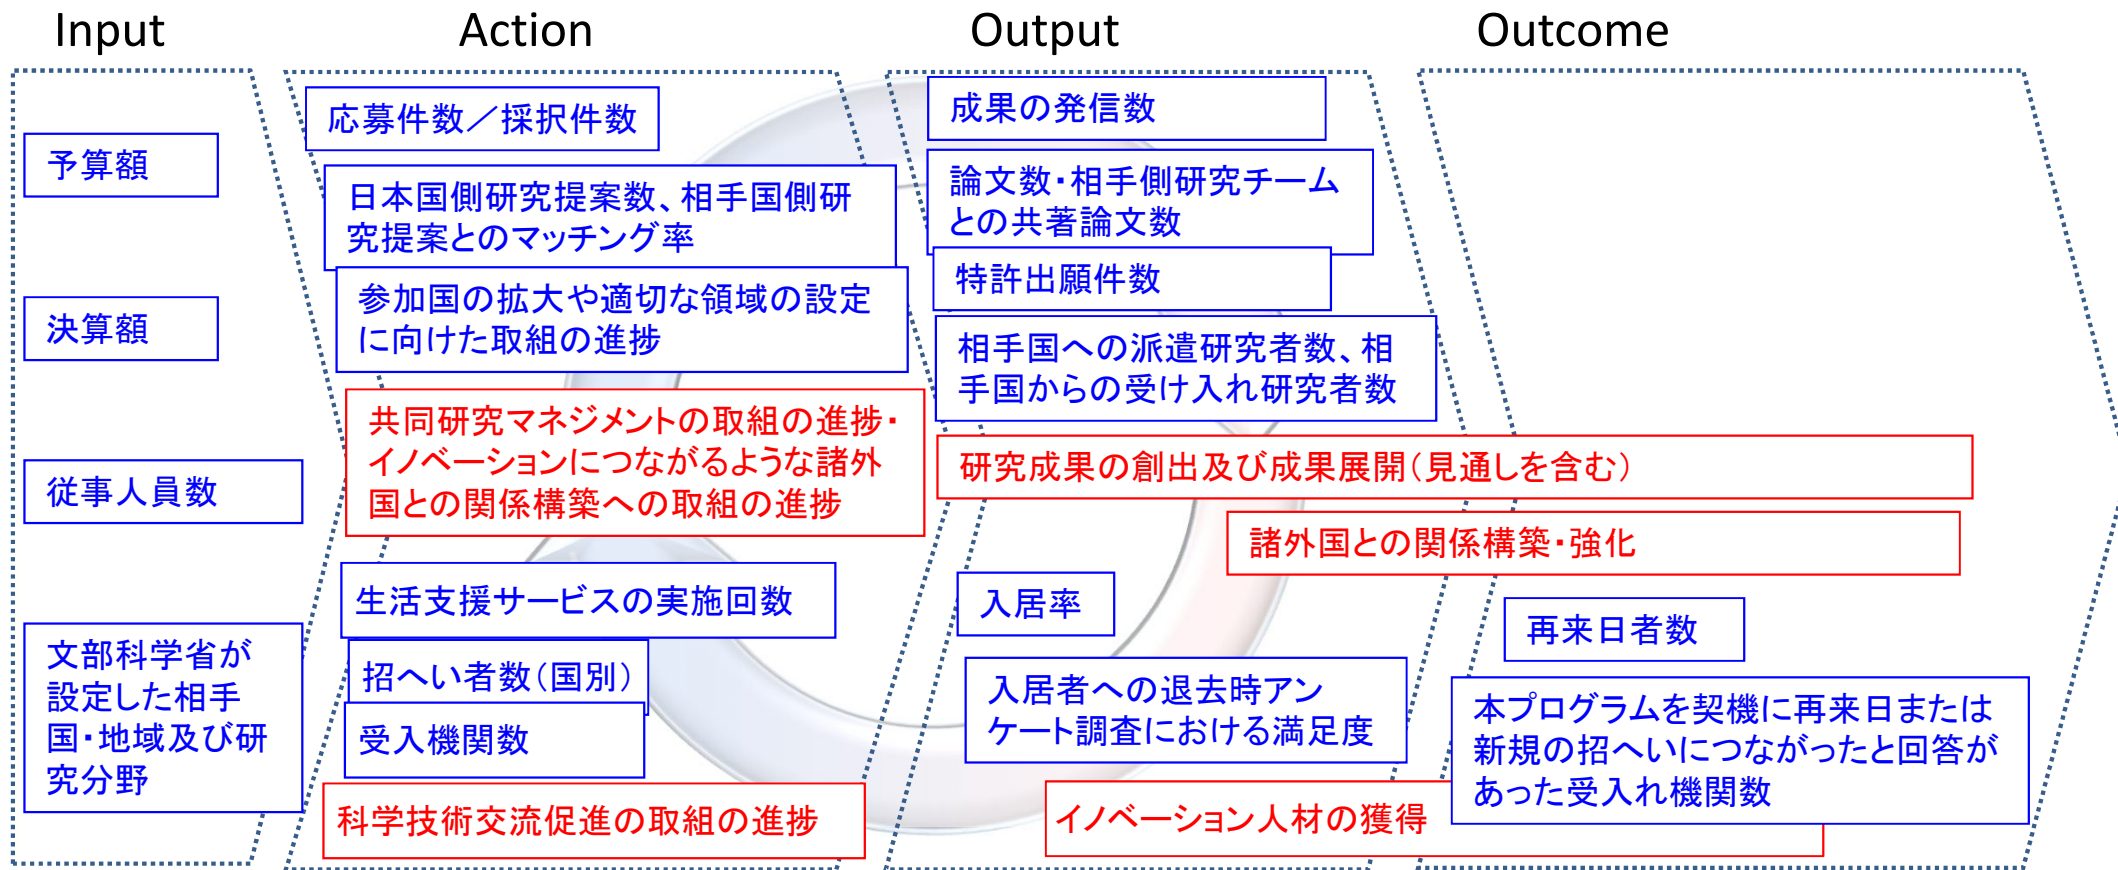 Input
Action
Output
Outcome
予算額
決算額
従事人員数
文部科学省が
設定した相手
国・地域及び研
究分野
応募件数／採択件数
日本国側研究提案数、相手国側研
究提案とのマッチング率
参加国の拡大や適切な領域の設定
に向けた取組の進捗
共同研究マネジメントの取組の進捗・
イノベーションにつながるような諸外
国との関係構築への取組の進捗
生活支援サービスの実施回数
招へい者数（国別）
受入機関数
科学技術交流促進の取組の進捗
成果の発信数
論文数・相手側研究チーム
との共著論文数
特許出願件数
相手国への派遣研究者数、相
手国からの受け入れ研究者数
研究成果の創出及び成果展開（見通しを含む）
諸外国との関係構築・強化
入居率
入居者への退去時アン
ケート調査における満足度
イノベーション人材の獲得
再来日者数
本プログラムを契機に再来日または
新規の招へいにつながったと回答が
あった受入れ機関数